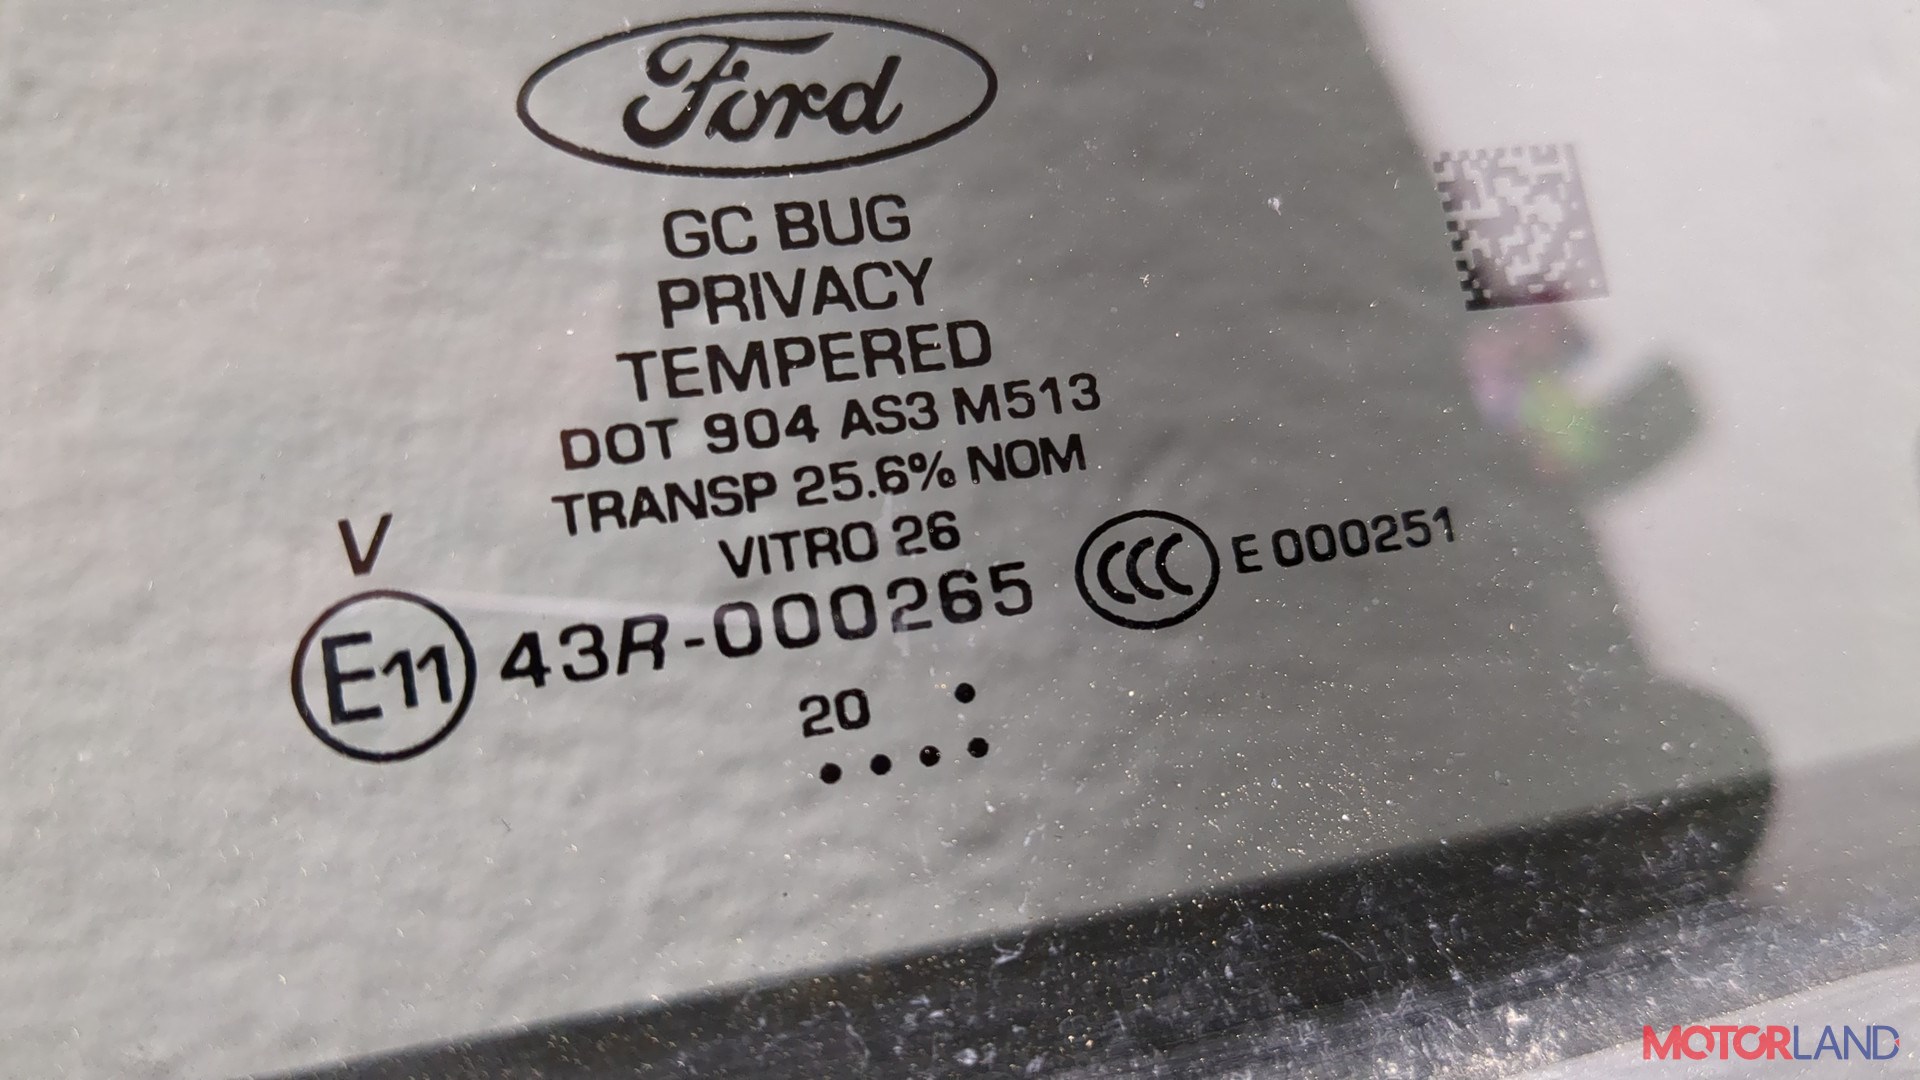 Ford
GC BUG
PRIVACY
TEMPERED
DOT 904 AS3 M513
TRANSP 25.6% NOM
VITRO 26
V
E11 43R-000265 CCC E 000251
20
MOTORLAND